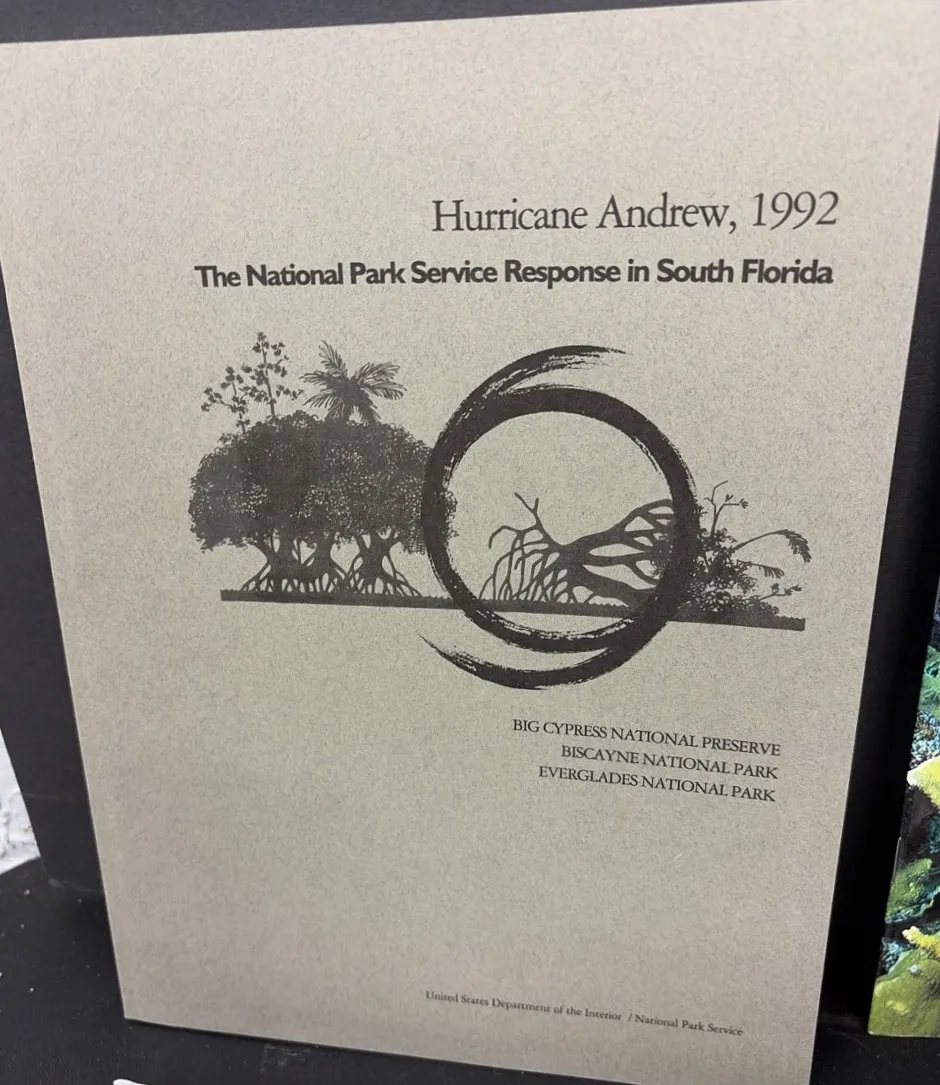 Hurricane Andrew, 1992
The National Park Service Response in South Florida
BIG CYPRESS NATIONAL PRESERVE
BISCAYNE NATIONAL PARK
EVERGLADES NATIONAL PARK
United States Department of the Interior / National Park Service